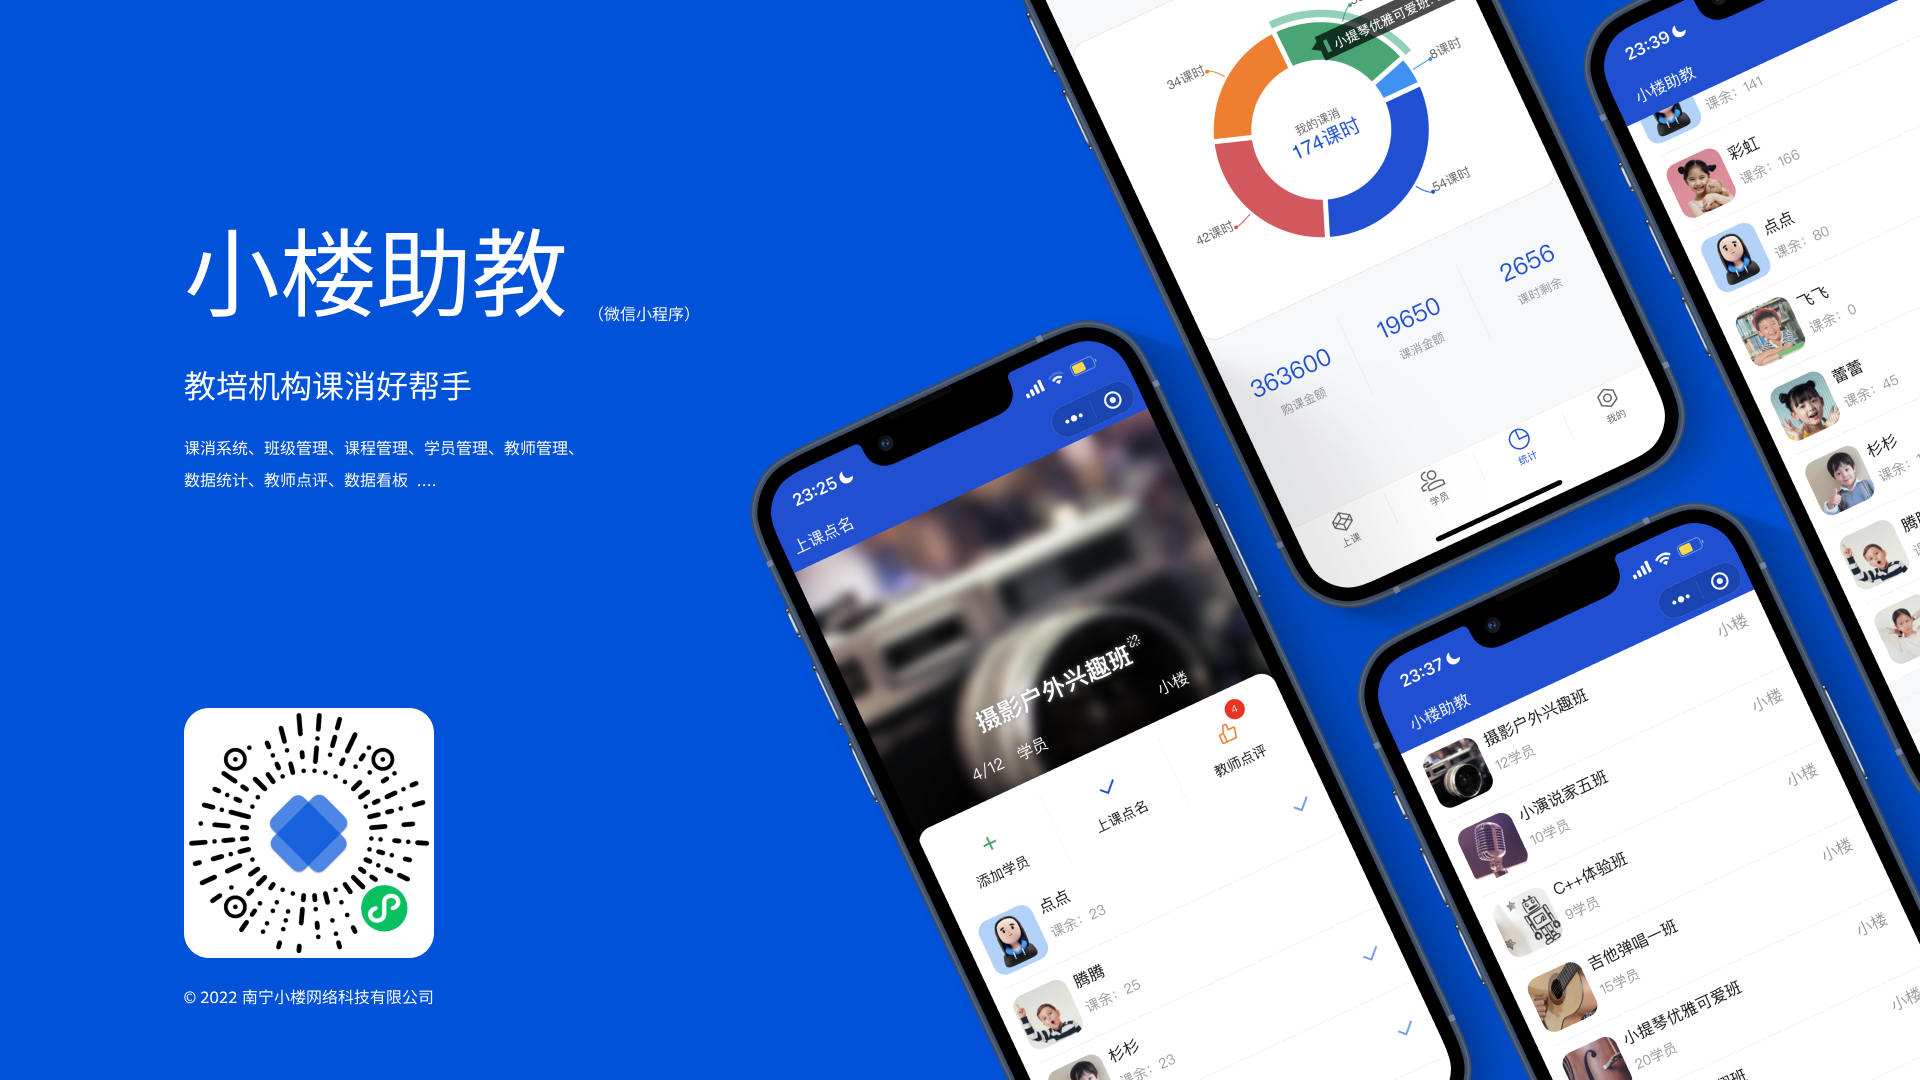 小楼助教
（微信小程序）
教培机构课消好帮手
课消系统、班级管理、课程管理、学员管理、教师管理、
数据统计、教师点评、数据看板 ....
© 2022 南宁小楼网络科技有限公司
23:25
上课点名
摄影户外兴趣班
4/12 学员
小楼
添加学员
上课点名
4
教师点评
点点
课余：23
腾腾
课余：25
杉杉
课余：23
小提琴优雅可爱班:
34课时
8课时
我的课消
174课时
54课时
42课时
363600
购课金额
19650
课消金额
2656
课时剩余
上课
学员
统计
我的
23:37
小楼助教
小楼
摄影户外兴趣班
12学员
小楼
小演说家五班
10学员
小楼
C++体验班
9学员
小楼
吉他弹唱一班
15学员
小楼
小提琴优雅可爱班
20学员
小楼
23:39
小楼助教
课余：141
彩虹
课余：166
点点
课余：80
飞飞
课余：0
蕾蕾
课余：45
杉杉
课余：